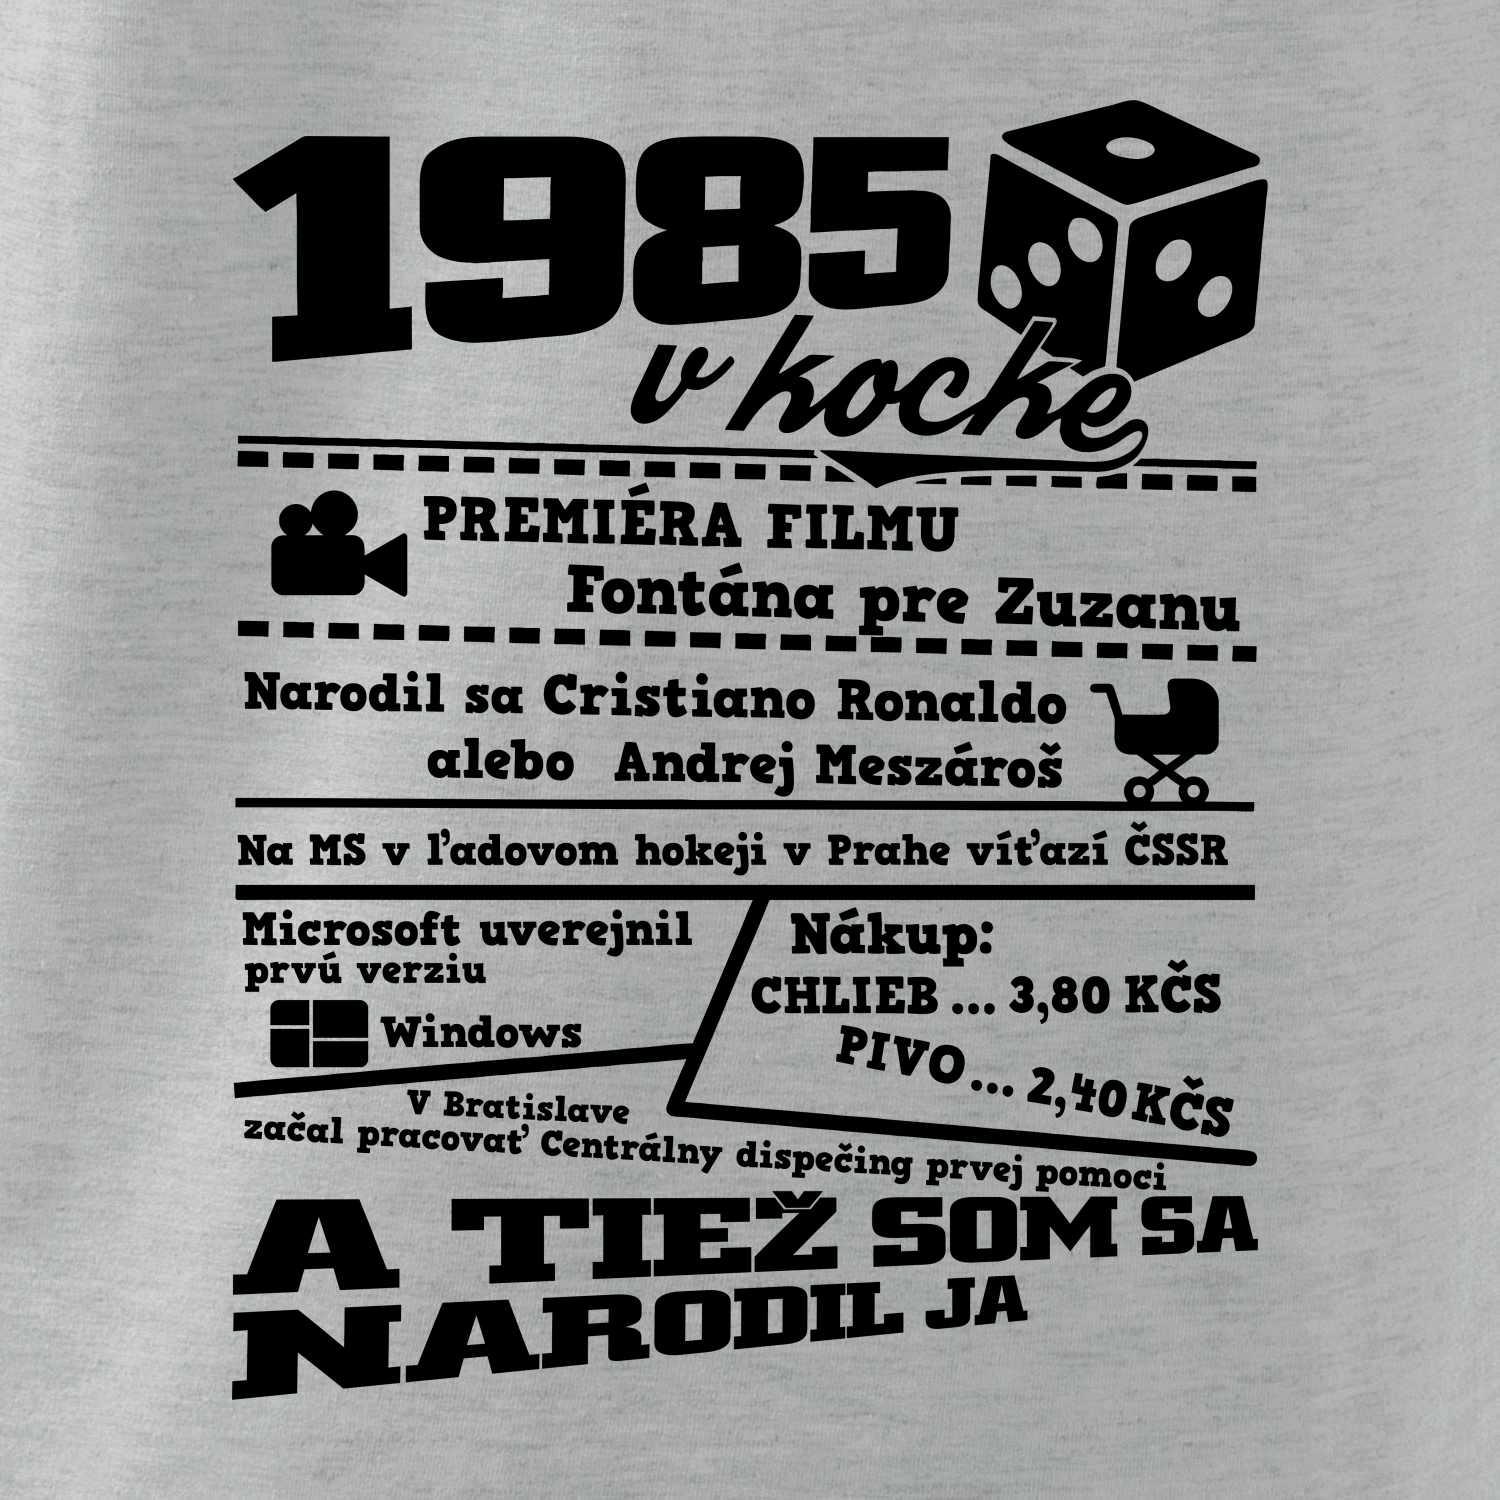 1985
v kocke
PREMIÉRA FILMU
Fontána pre Zuzanu
Narodil sa Cristiano Ronaldo
alebo Andrej Meszároš
Na MS v ľadovom hokeji v Prahe víťazí ČSSR
Microsoft uverejnil
prvú verziu
Windows
Nákup:
CHLIEB ... 3,80 KČS
PIVO ... 2,40 KČS
V Bratislave
začal pracovať Centrálny dispečing prvej pomoci
A TIEŽ SOM SA
NARODIL JA